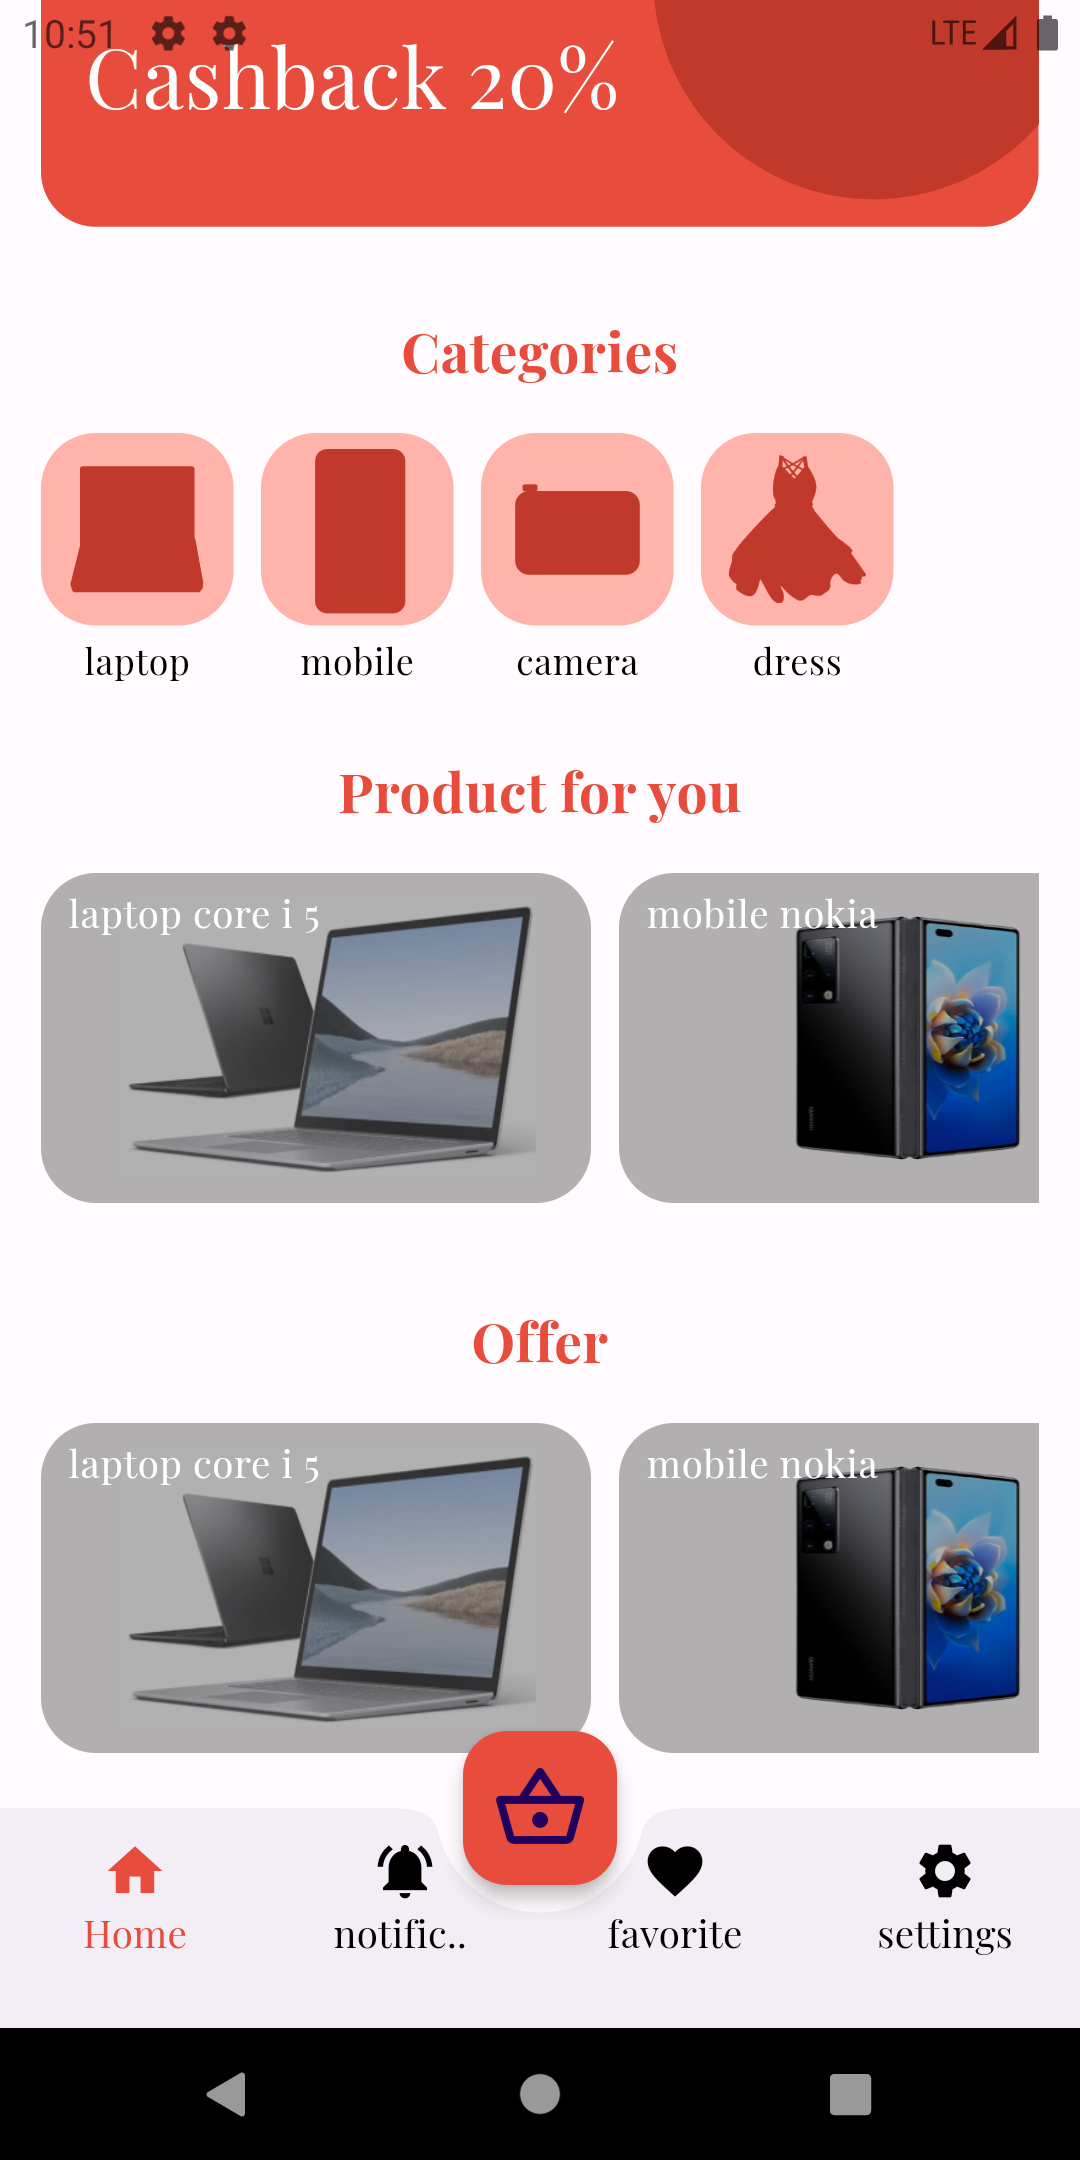 10:51
LTE
Cashback 20%
Categories
laptop
mobile
camera
dress
Product for you
laptop core i 5
mobile nokia
Offer
laptop core i 5
mobile nokia
Home
notific..
favorite
settings